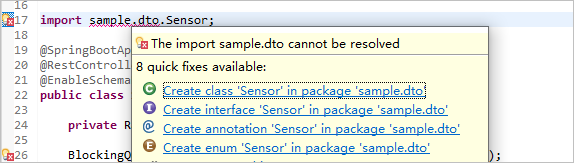 16
17 import sample.dto.Sensor;
18
The import sample.dto cannot be resolved
19 @SpringBootAp
8 quick fixes available:
20 @RestControll
21 @EnableSchema
Create class 'Sensor' in package 'sample.dto'
22 public class
Create interface 'Sensor' in package 'sample.dto'
23
Create annotation 'Sensor' in package 'sample.dto'
24 private R
Create enum 'Sensor' in package 'sample.dto'
25
26 BlockingQ );